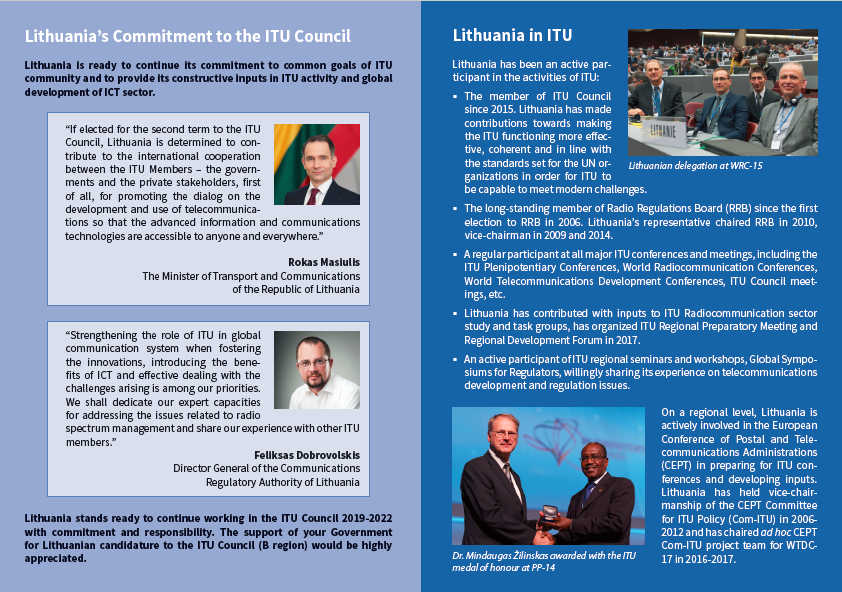 Lithuania's Commitment to the ITU Council
Lithuania is ready to continue its commitment to common goals of ITU
community and to provide its constructive inputs in ITU activity and global
development of ICT sector.
“If elected for the second term to the ITU
Council, Lithuania is determined to con-
tribute to the international cooperation
between the ITU Members – the govern-
ments and the private stakeholders, first
of all, for promoting the dialog on the
development and use of telecommunica-
tions so that the advanced information and communications
technologies are accessible to anyone and everywhere.”
Rokas Masiulis
The Minister of Transport and Communications
of the Republic of Lithuania
“Strengthening the role of ITU in global
communication system when fostering
the innovations, introducing the bene-
fits of ICT and effective dealing with the
challenges arising is among our priorities.
We shall dedicate our expert capacities
for addressing the issues related to radio
spectrum management and share our experience with other ITU
members.”
Feliksas Dobrovolskis
Director General of the Communications
Regulatory Authority of Lithuania
Lithuania stands ready to continue working in the ITU Council 2019-2022
with commitment and responsibility. The support of your Government
for Lithuanian candidature to the ITU Council (B region) would be highly
appreciated.
Lithuania in ITU
Lithuania has been an active par-
ticipant in the activities of ITU:
▪ The member of ITU Council
since 2015. Lithuania has made
contributions towards making
the ITU functioning more effec-
tive, coherent and in line with
the standards set for the UN or-
ganizations in order for ITU to
be capable to meet modern challenges.
LITHUANIE
Lithuanian delegation at WRC-15
▪ The long-standing member of Radio Regulations Board (RRB) since the first
election to RRB in 2006. Lithuania's representative chaired RRB in 2010,
vice-chairman in 2009 and 2014.
▪ A regular participant at all major ITU conferences and meetings, including the
ITU Plenipotentiary Conferences, World Radiocommunication Conferences,
World Telecommunications Development Conferences, ITU Council meet-
ings, etc.
▪ Lithuania has contributed with inputs to ITU Radiocommunication sector
study and task groups, has organized ITU Regional Preparatory Meeting and
Regional Development Forum in 2017.
▪ An active participant of ITU regional seminars and workshops, Global Sympo-
siums for Regulators, willingly sharing its experience on telecommunications
development and regulation issues.
Dr. Mindaugas Žilinskas awarded with the ITU
medal of honour at PP-14
On a regional level, Lithuania is
actively involved in the European
Conference of Postal and Tele-
communications Administrations
(CEPT) in preparing for ITU con-
ferences and developing inputs.
Lithuania has held vice-chair-
manship of the CEPT Committee
for ITU Policy (Com-ITU) in 2006-
2012 and has chaired ad hoc CEPT
Com-ITU project team for WTDC-
17 in 2016-2017.